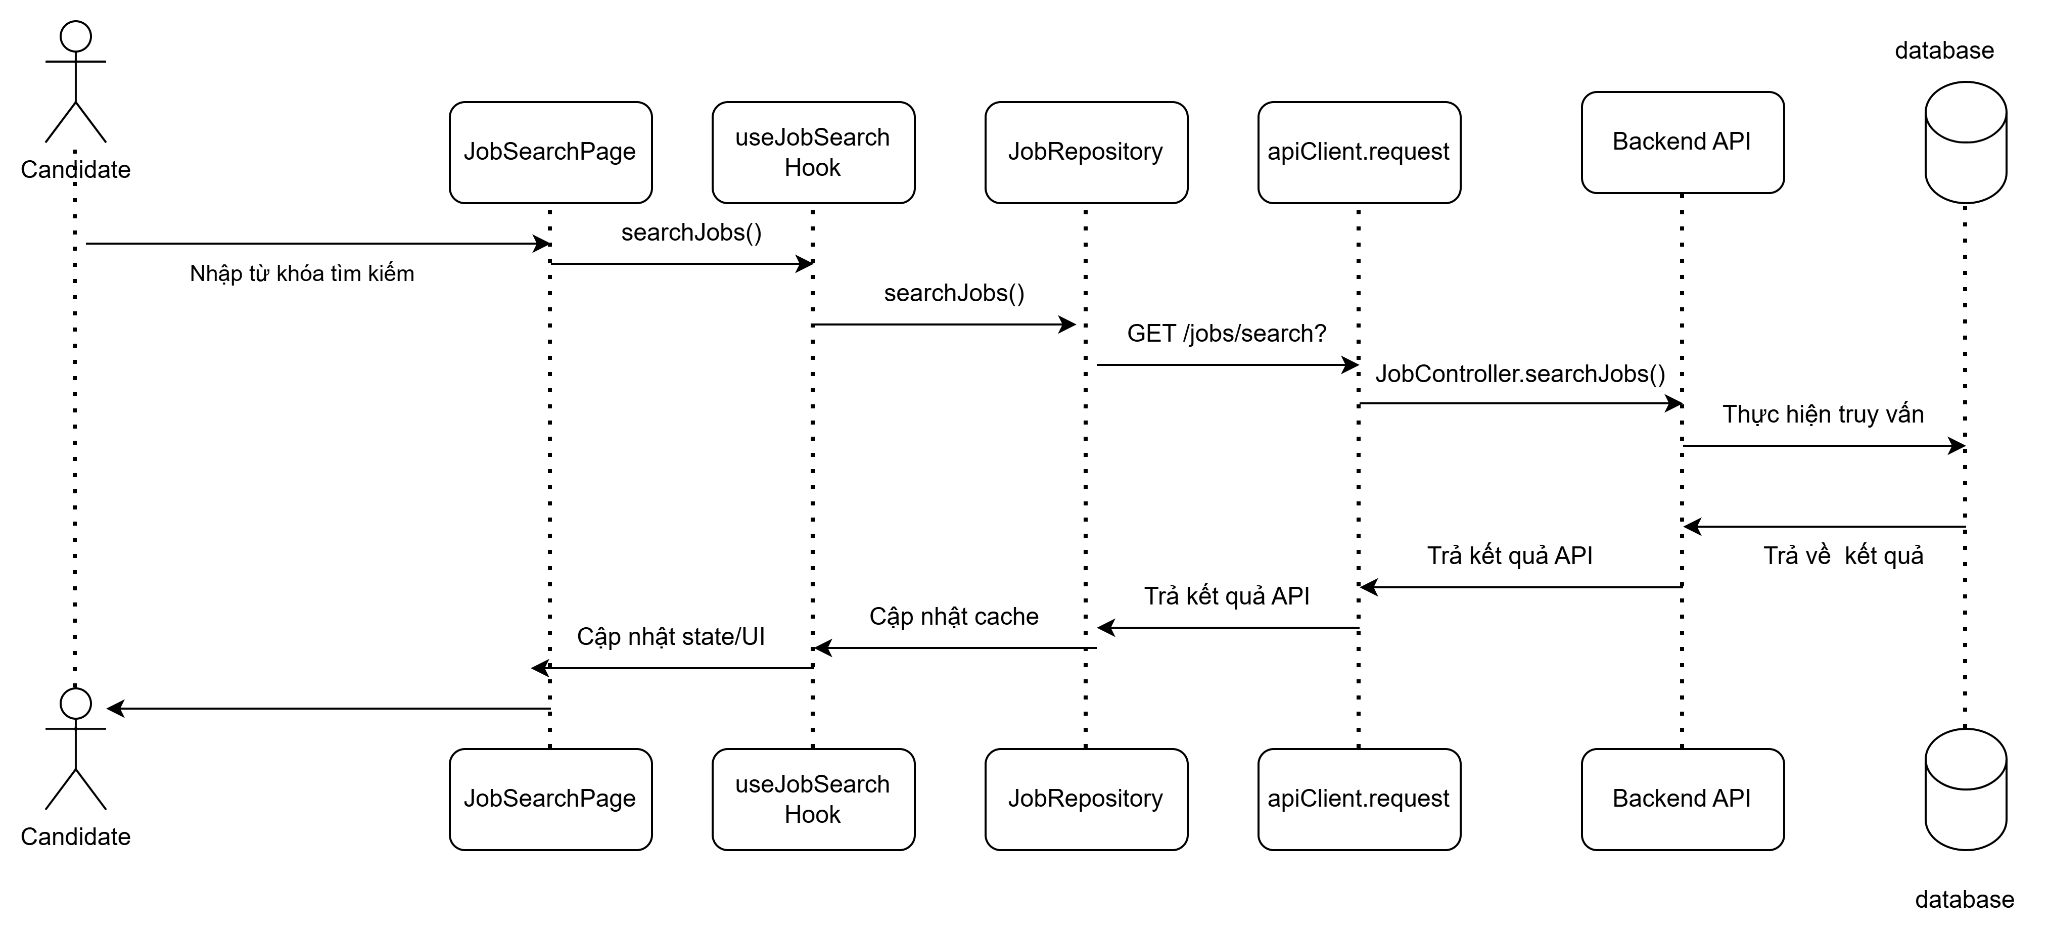 database
Candidate
JobSearchPage
useJobSearch
Hook
JobRepository
apiClient.request
Backend API
searchJobs()
Nhập từ khóa tìm kiếm
searchJobs()
GET /jobs/search?
JobController.searchJobs()
Thực hiện truy vấn
Trả về  kết quả
Trả kết quả API
Trả kết quả API
Cập nhật cache
Cập nhật state/UI
Candidate
JobSearchPage
useJobSearch
Hook
JobRepository
apiClient.request
Backend API
database